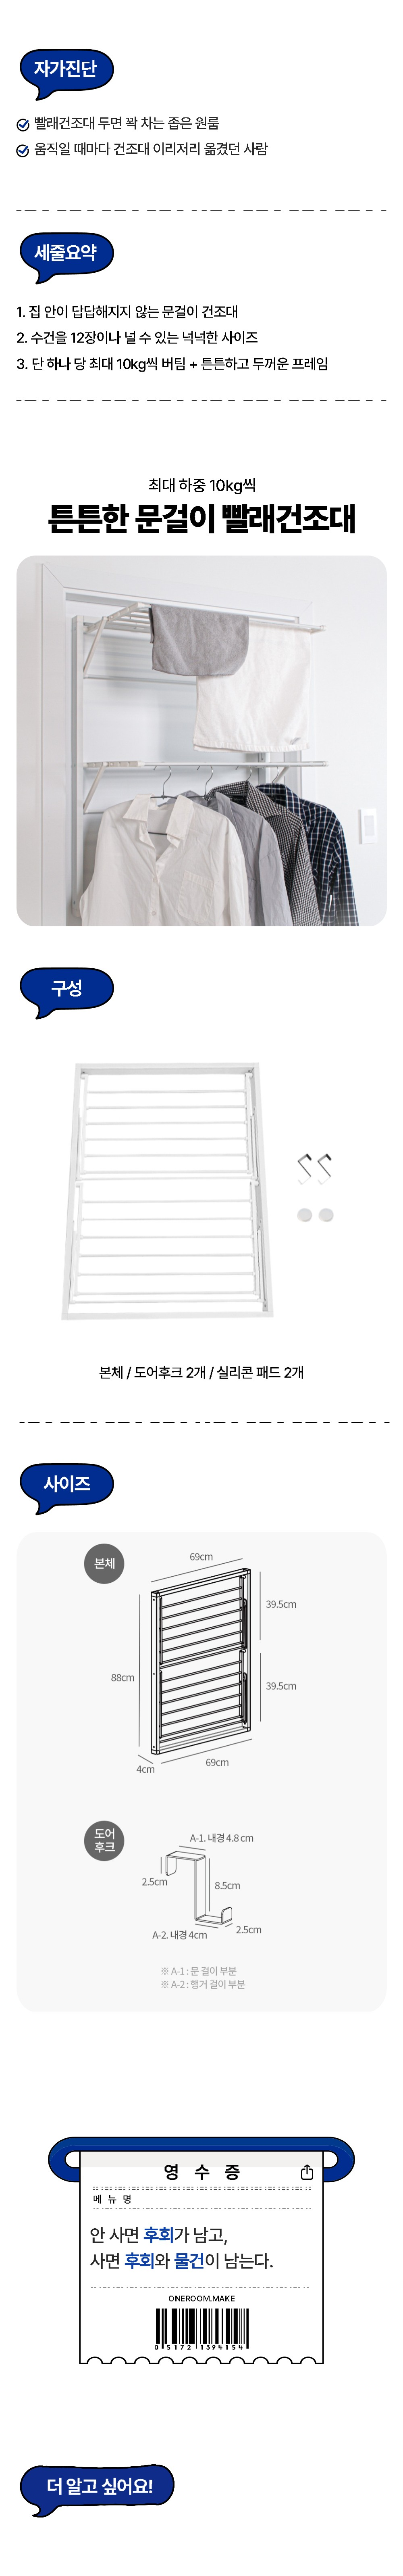 자가진단
빨래건조대 두면 꽉 차는 좁은 원룸
움직일 때마다 건조대 이리저리 옮겼던 사람
세줄요약
1. 집 안이 답답해지지 않는 문걸이 건조대
2. 수건을 12장이나 널 수 있는 넉넉한 사이즈
3. 단 하나 당 최대 10kg씩 버팀 + 튼튼하고 두꺼운 프레임
최대 하중 10kg씩
튼튼한 문걸이 빨래건조대
구성
본체 / 도어후크 2개 / 실리콘 패드 2개
사이즈
본체
69cm
39.5cm
39.5cm
88cm
69cm
4cm
도어
후크
A-1. 내경 4.8 cm
2.5cm
8.5cm
2.5cm
A-2. 내경 4cm
※ A-1 : 문 걸이 부분
※ A-2 : 행거 걸이 부분
영 수 증
메 뉴 명
안 사면 후회가 남고,
사면 후회와 물건이 남는다.
ONEROOM.MAKE
0 5172 1394154
더 알고 싶어요!